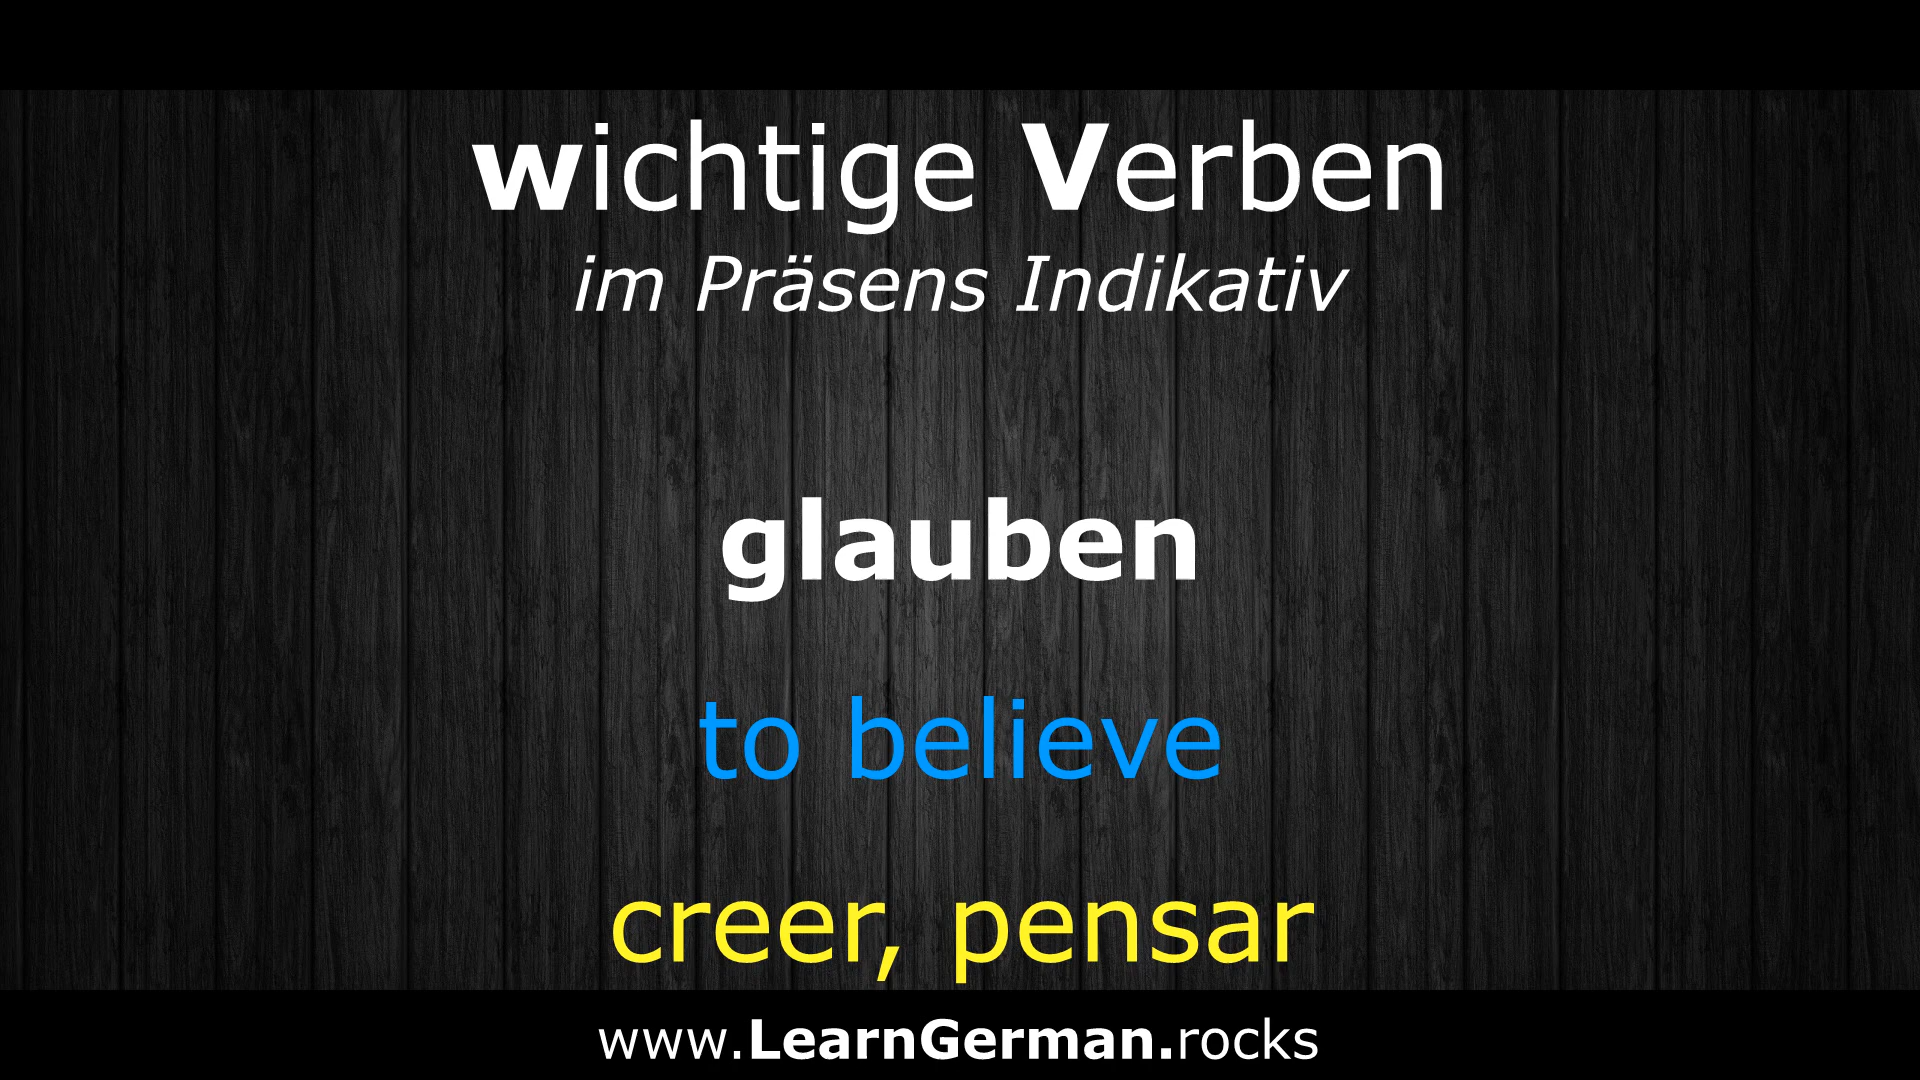 wichtige Verben
im Präsens Indikativ
glauben
to believe
creer, pensar
www.LearnGerman.rocks